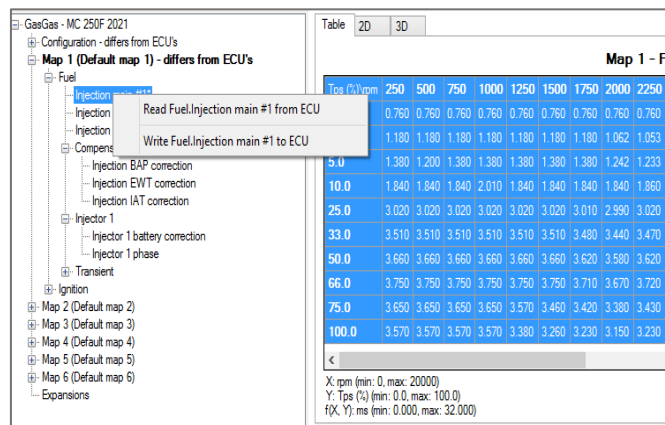 GasGas - MC 250F 2021
Configuration - differs from ECU's
Map 1 (Default map 1) - differs from ECU's
Fuel
Injection main #1*
Injection
Injection
Compens
Injection BAP correction
Injection EWT correction
Injection IAT correction
Injector 1
Injector 1 battery correction
Injector 1 phase
Transient
Ignition
Map 2 (Default map 2)
Map 3 (Default map 3)
Map 4 (Default map 4)
Map 5 (Default map 5)
Map 6 (Default map 6)
Expansions
Read Fuel.Injection main #1 from ECU
Write Fuel.Injection main #1 to ECU
Table 2D 3D
Map 1 - F
Tps (%)\rpm 250 500 750 1000 1250 1500 1750 2000 2250
0.760 0.760 0.760 0.760 0.760 0.760 0.760 0.760 0.760
1.180 1.180 1.180 1.180 1.180 1.180 1.180 1.062 1.053
5.0 1.380 1.200 1.380 1.380 1.380 1.380 1.380 1.242 1.233
10.0 1.840 1.840 1.840 2.010 1.840 1.840 1.840 1.840 1.860
25.0 3.020 3.020 3.020 3.020 3.020 3.020 3.010 2.990 3.020
33.0 3.510 3.510 3.510 3.510 3.510 3.510 3.480 3.440 3.470
50.0 3.660 3.660 3.660 3.660 3.660 3.660 3.620 3.580 3.620
66.0 3.750 3.750 3.750 3.750 3.750 3.750 3.710 3.670 3.720
75.0 3.650 3.650 3.650 3.650 3.570 3.460 3.420 3.380 3.430
100.0 3.570 3.570 3.570 3.570 3.380 3.260 3.230 3.150 3.230
X: rpm (min: 0, max: 20000)
Y: Tps (%) (min: 0.0, max: 100.0)
f(X, Y): ms (min: 0.000, max: 32.000)